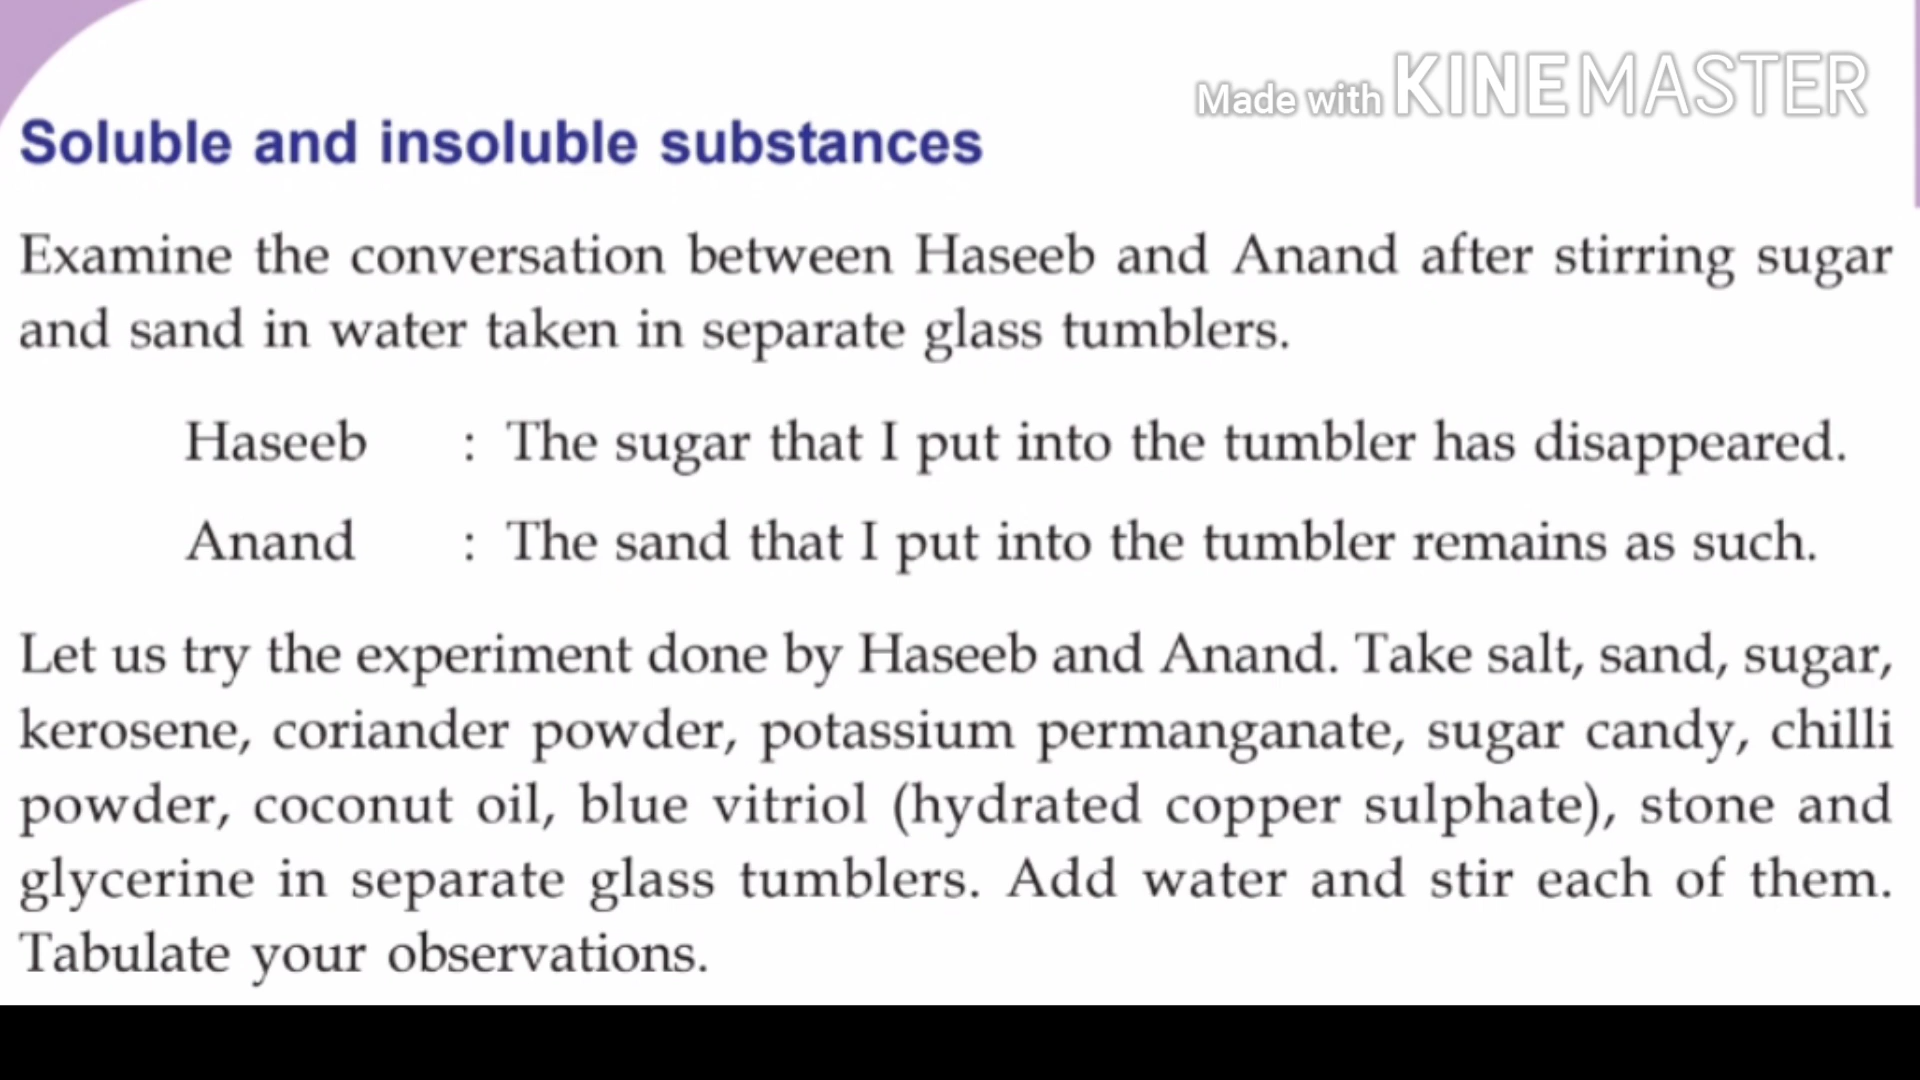 Made with KINEMASTER
Soluble and insoluble substances
Examine the conversation between Haseeb and Anand after stirring sugar
and sand in water taken in separate glass tumblers.
Haseeb : The sugar that I put into the tumbler has disappeared.
Anand : The sand that I put into the tumbler remains as such.
Let us try the experiment done by Haseeb and Anand. Take salt, sand, sugar,
kerosene, coriander powder, potassium permanganate, sugar candy, chilli
powder, coconut oil, blue vitriol (hydrated copper sulphate), stone and
glycerine in separate glass tumblers. Add water and stir each of them.
Tabulate your observations.